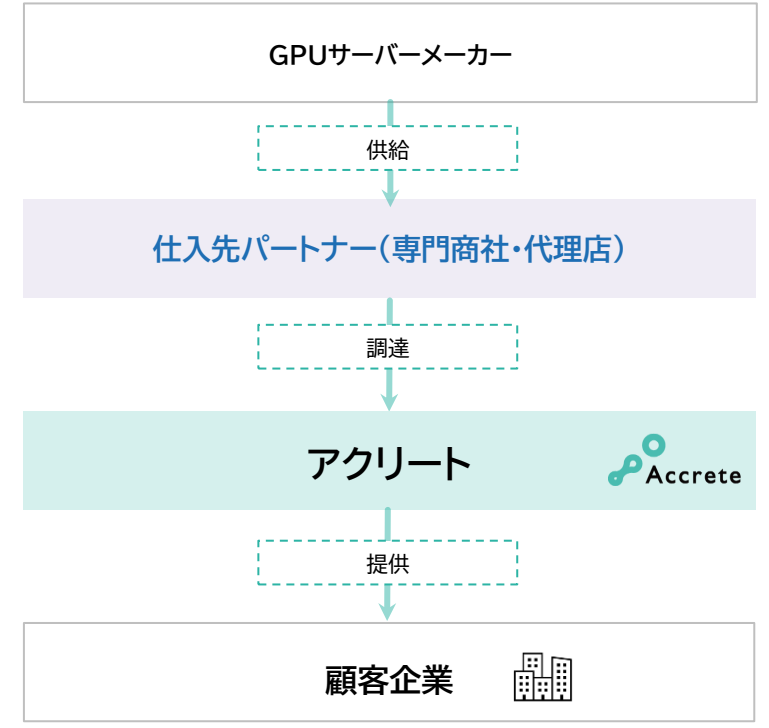 GPUサーバーメーカー
供給
仕入先パートナー（専門商社・代理店）
調達
アクリート
Accrete
提供
顧客企業